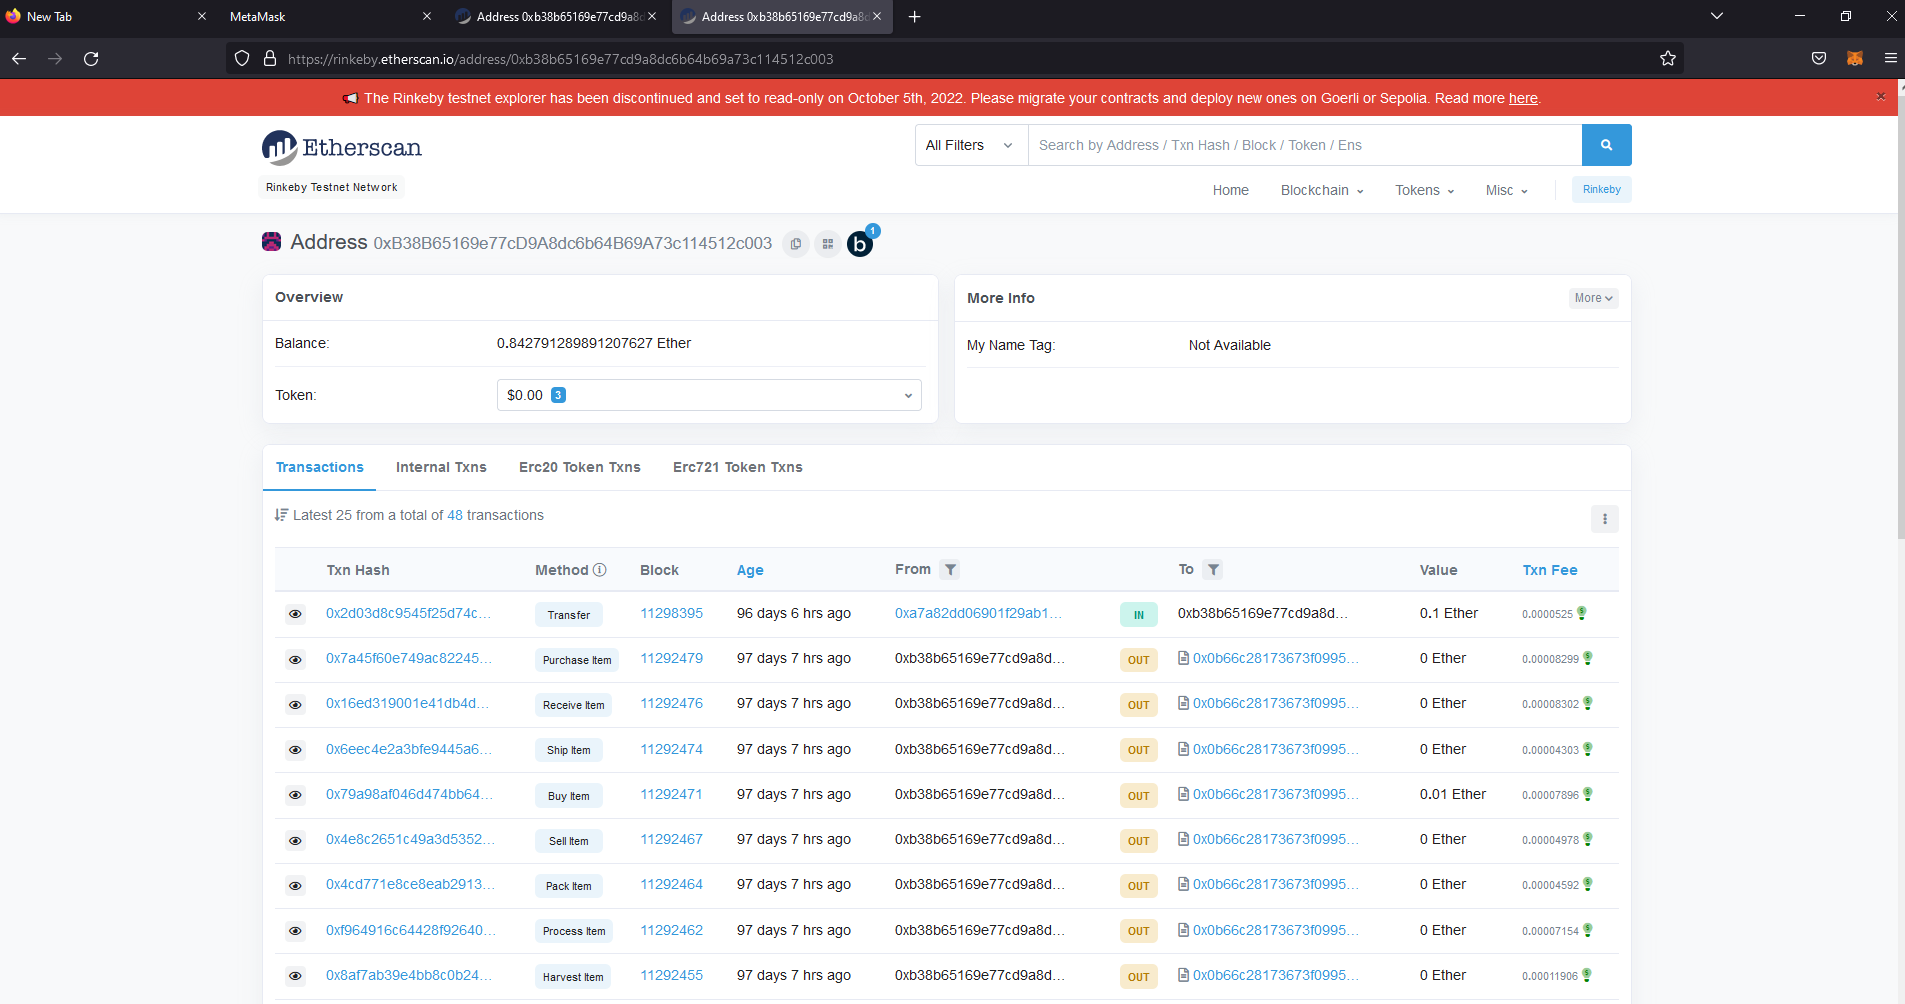 New Tab
MetaMask
Address 0xb38b65169e77cd9a8d
Address 0xb38b65169e77cd9a8d
https://rinkeby.etherscan.io/address/0xb38b65169e77cd9a8dc6b64b69a73c114512c003
The Rinkeby testnet explorer has been discontinued and set to read-only on October 5th, 2022. Please migrate your contracts and deploy new ones on Goerli or Sepolia. Read more here.
Etherscan
All Filters
Search by Address / Txn Hash / Block / Token / Ens
Rinkeby Testnet Network
Home Blockchain Tokens Misc Rinkeby
Address 0xB38B65169e77cD9A8dc6b64B69A73c114512c003 b 1
Overview
Balance: 0.842791289891207627 Ether
Token: $0.00 3
More Info More
My Name Tag: Not Available
Transactions Internal Txns Erc20 Token Txns Erc721 Token Txns
Latest 25 from a total of 48 transactions
Txn Hash Method Block Age From To Value Txn Fee
0x2d03d8c9545f25d74c... Transfer 11298395 96 days 6 hrs ago 0xa7a82dd06901f29ab1... IN 0xb38b65169e77cd9a8d... 0.1 Ether 0.0000525
0x7a45f60e749ac82245... Purchase Item 11292479 97 days 7 hrs ago 0xb38b65169e77cd9a8d... OUT 0x0b66c28173673f0995... 0 Ether 0.00008299
0x16ed319001e41db4d... Receive Item 11292476 97 days 7 hrs ago 0xb38b65169e77cd9a8d... OUT 0x0b66c28173673f0995... 0 Ether 0.00008302
0x6eec4e2a3bfe9445a6... Ship Item 11292474 97 days 7 hrs ago 0xb38b65169e77cd9a8d... OUT 0x0b66c28173673f0995... 0 Ether 0.00004303
0x79a98af046d474bb64... Buy Item 11292471 97 days 7 hrs ago 0xb38b65169e77cd9a8d... OUT 0x0b66c28173673f0995... 0.01 Ether 0.00007896
0x4e8c2651c49a3d5352... Sell Item 11292467 97 days 7 hrs ago 0xb38b65169e77cd9a8d... OUT 0x0b66c28173673f0995... 0 Ether 0.00004978
0x4cd771e8ce8eab2913... Pack Item 11292464 97 days 7 hrs ago 0xb38b65169e77cd9a8d... OUT 0x0b66c28173673f0995... 0 Ether 0.00004592
0xf964916c64428f92640... Process Item 11292462 97 days 7 hrs ago 0xb38b65169e77cd9a8d... OUT 0x0b66c28173673f0995... 0 Ether 0.00007154
0x8af7ab39e4bb8c0b24... Harvest Item 11292455 97 days 7 hrs ago 0xb38b65169e77cd9a8d... OUT 0x0b66c28173673f0995... 0 Ether 0.00011906